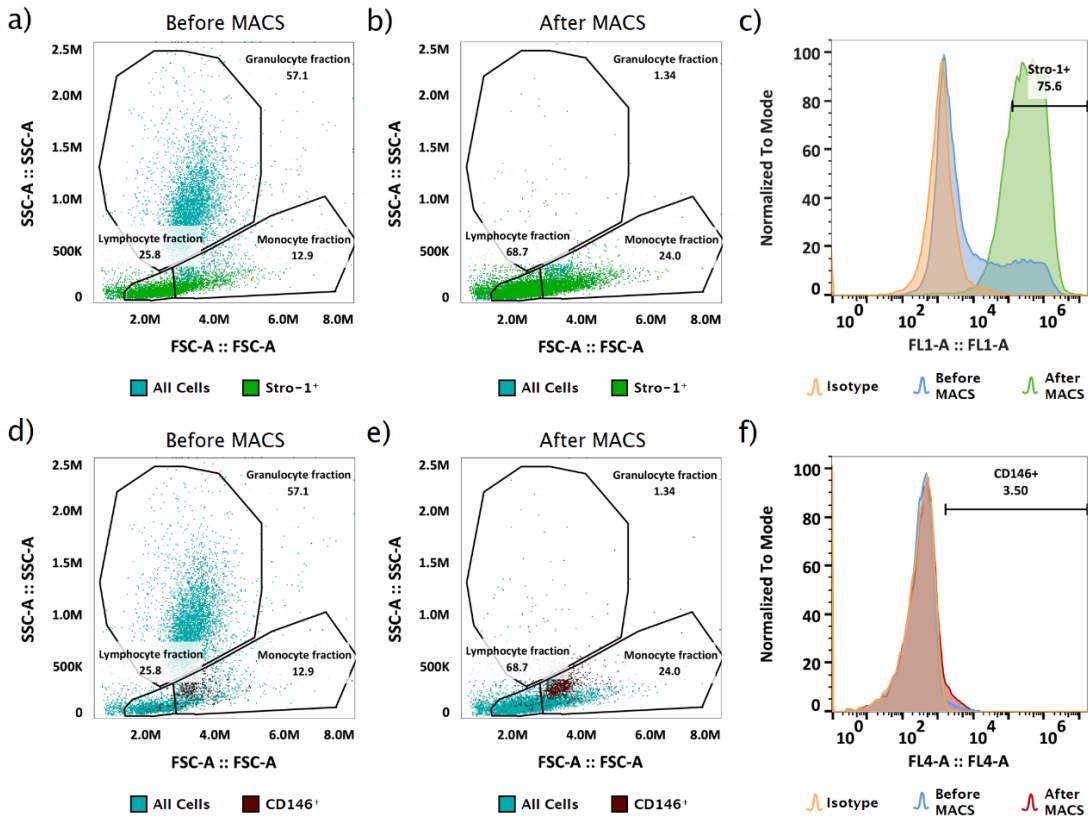 a)
Before MACS
2.5M
2.0M
1.5M
1.0M
500K
0
SSC-A :: SSC-A
Granulocyte fraction
57.1
Lymphocyte fraction
25.8
Monocyte fraction
12.9
2.0M 4.0M 6.0M 8.0M
FSC-A :: FSC-A
All Cells Stro-1+
b)
After MACS
2.5M
2.0M
1.5M
1.0M
500K
0
SSC-A :: SSC-A
Granulocyte fraction
1.34
Lymphocyte fraction
68.7
Monocyte fraction
24.0
2.0M 4.0M 6.0M 8.0M
FSC-A :: FSC-A
All Cells Stro-1+
c)
100
80
60
40
20
0
Normalized To Mode
Stro-1+
75.6
10^0 10^2 10^4 10^6
FL1-A :: FL1-A
Isotype
Before
MACS
After
MACS
d)
Before MACS
2.5M
2.0M
1.5M
1.0M
500K
0
SSC-A :: SSC-A
Granulocyte fraction
57.1
Lymphocyte fraction
25.8
Monocyte fraction
12.9
2.0M 4.0M 6.0M 8.0M
FSC-A :: FSC-A
All Cells CD146+
e)
After MACS
2.5M
2.0M
1.5M
1.0M
500K
0
SSC-A :: SSC-A
Granulocyte fraction
1.34
Lymphocyte fraction
68.7
Monocyte fraction
24.0
2.0M 4.0M 6.0M 8.0M
FSC-A :: FSC-A
All Cells CD146+
f)
100
80
60
40
20
0
Normalized To Mode
CD146+
3.50
10^0 10^2 10^4 10^6
FL4-A :: FL4-A
Isotype
Before
MACS
After
MACS